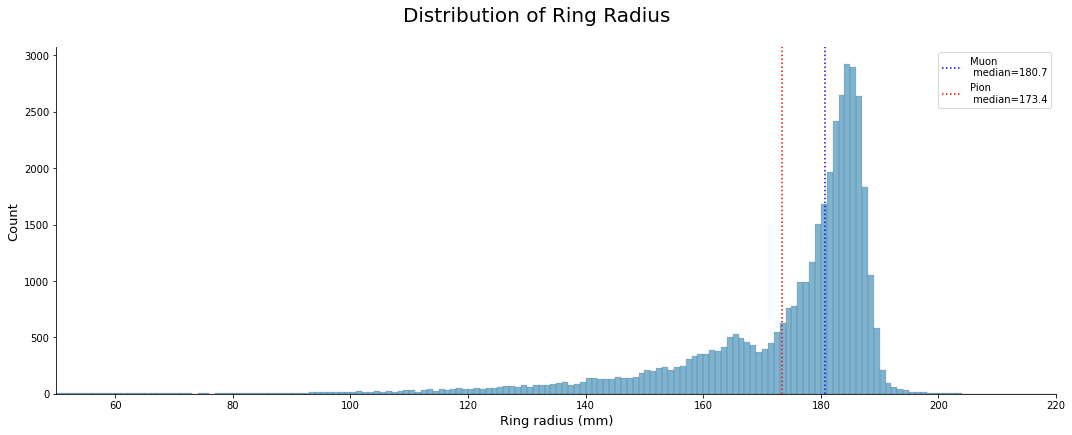 Distribution of Ring Radius
3000
2500
2000
1500
1000
500
0
Count
60
80
100
120
140
160
180
200
220
Ring radius (mm)
Muon
median=180.7
Pion
median=173.4